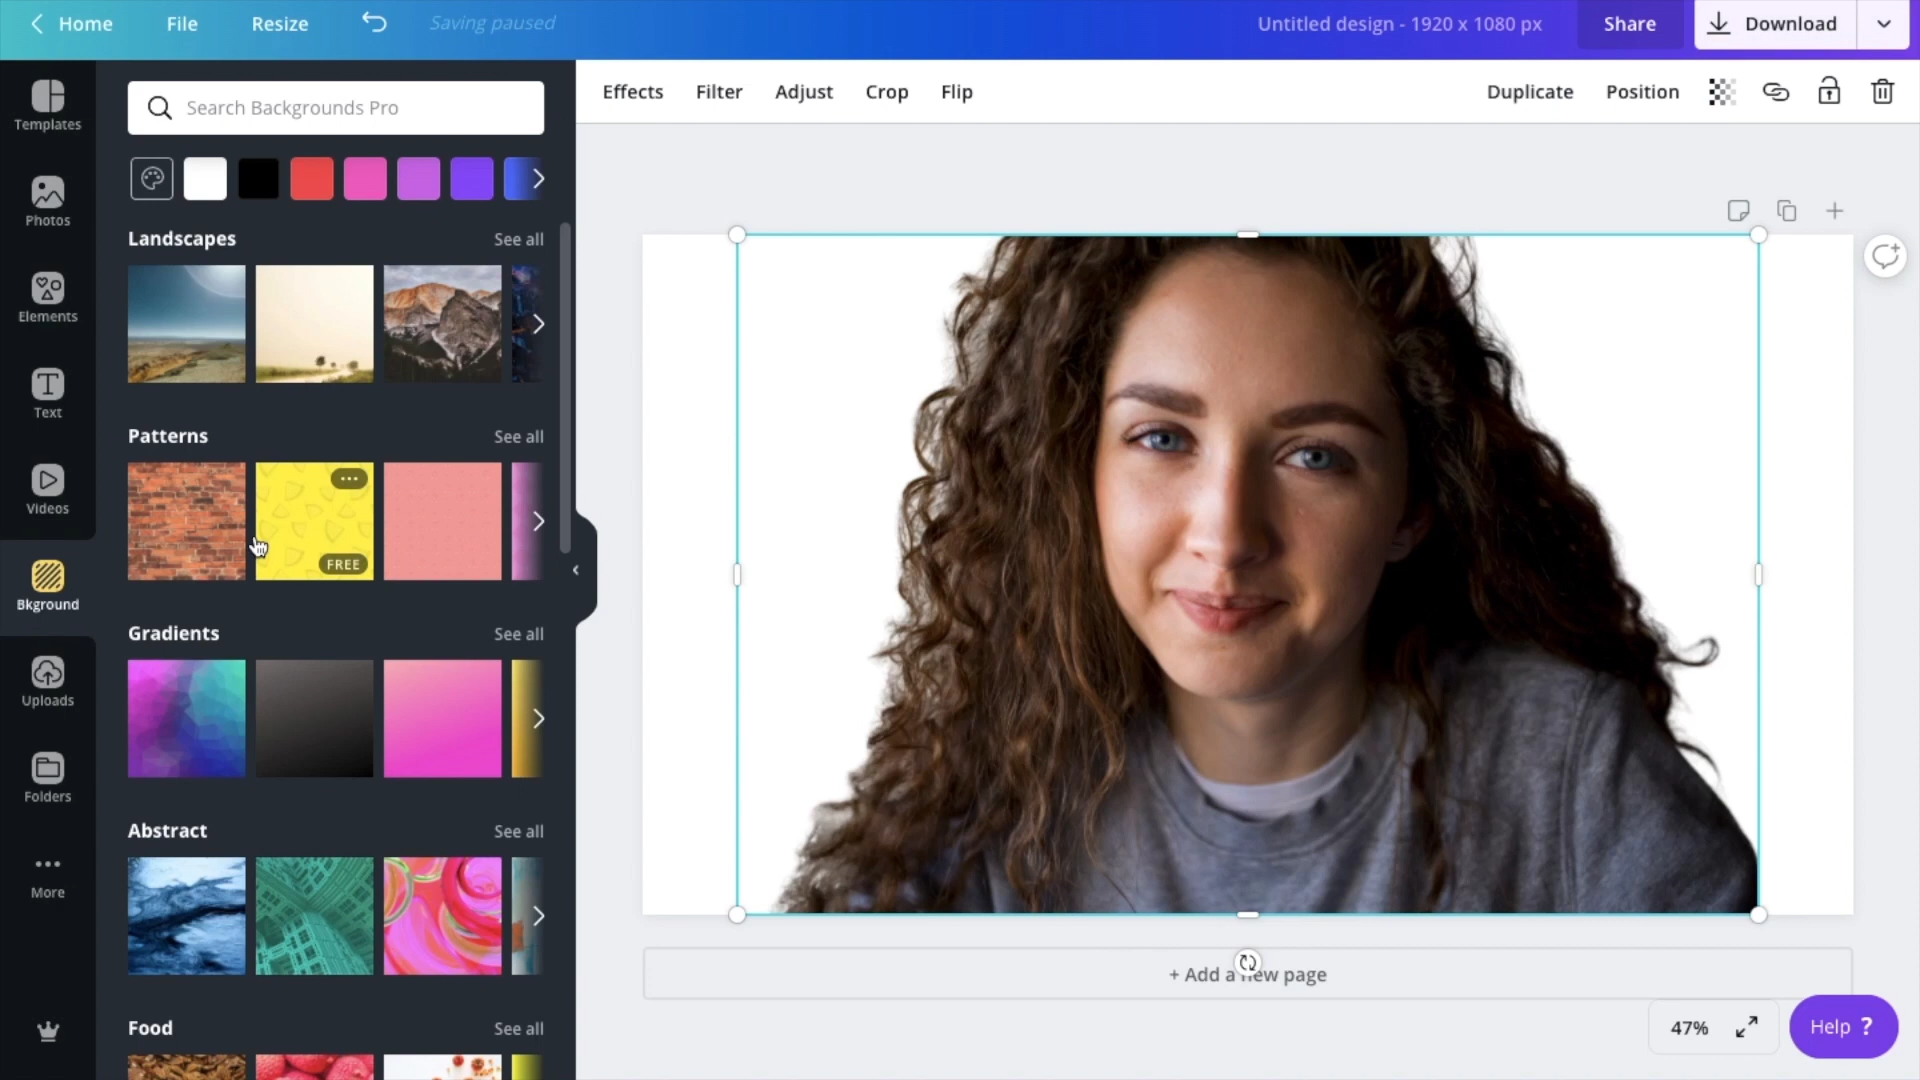 Home
File
Resize
Saving paused
Untitled design - 1920 x 1080 px
Share
Download
Templates
Photos
Elements
Text
Videos
Bkground
Uploads
Folders
More
Search Backgrounds Pro
Landscapes
See all
Patterns
See all
FREE
Gradients
See all
Abstract
See all
Food
See all
Effects
Filter
Adjust
Crop
Flip
Duplicate
Position
+ Add a new page
47%
Help ?